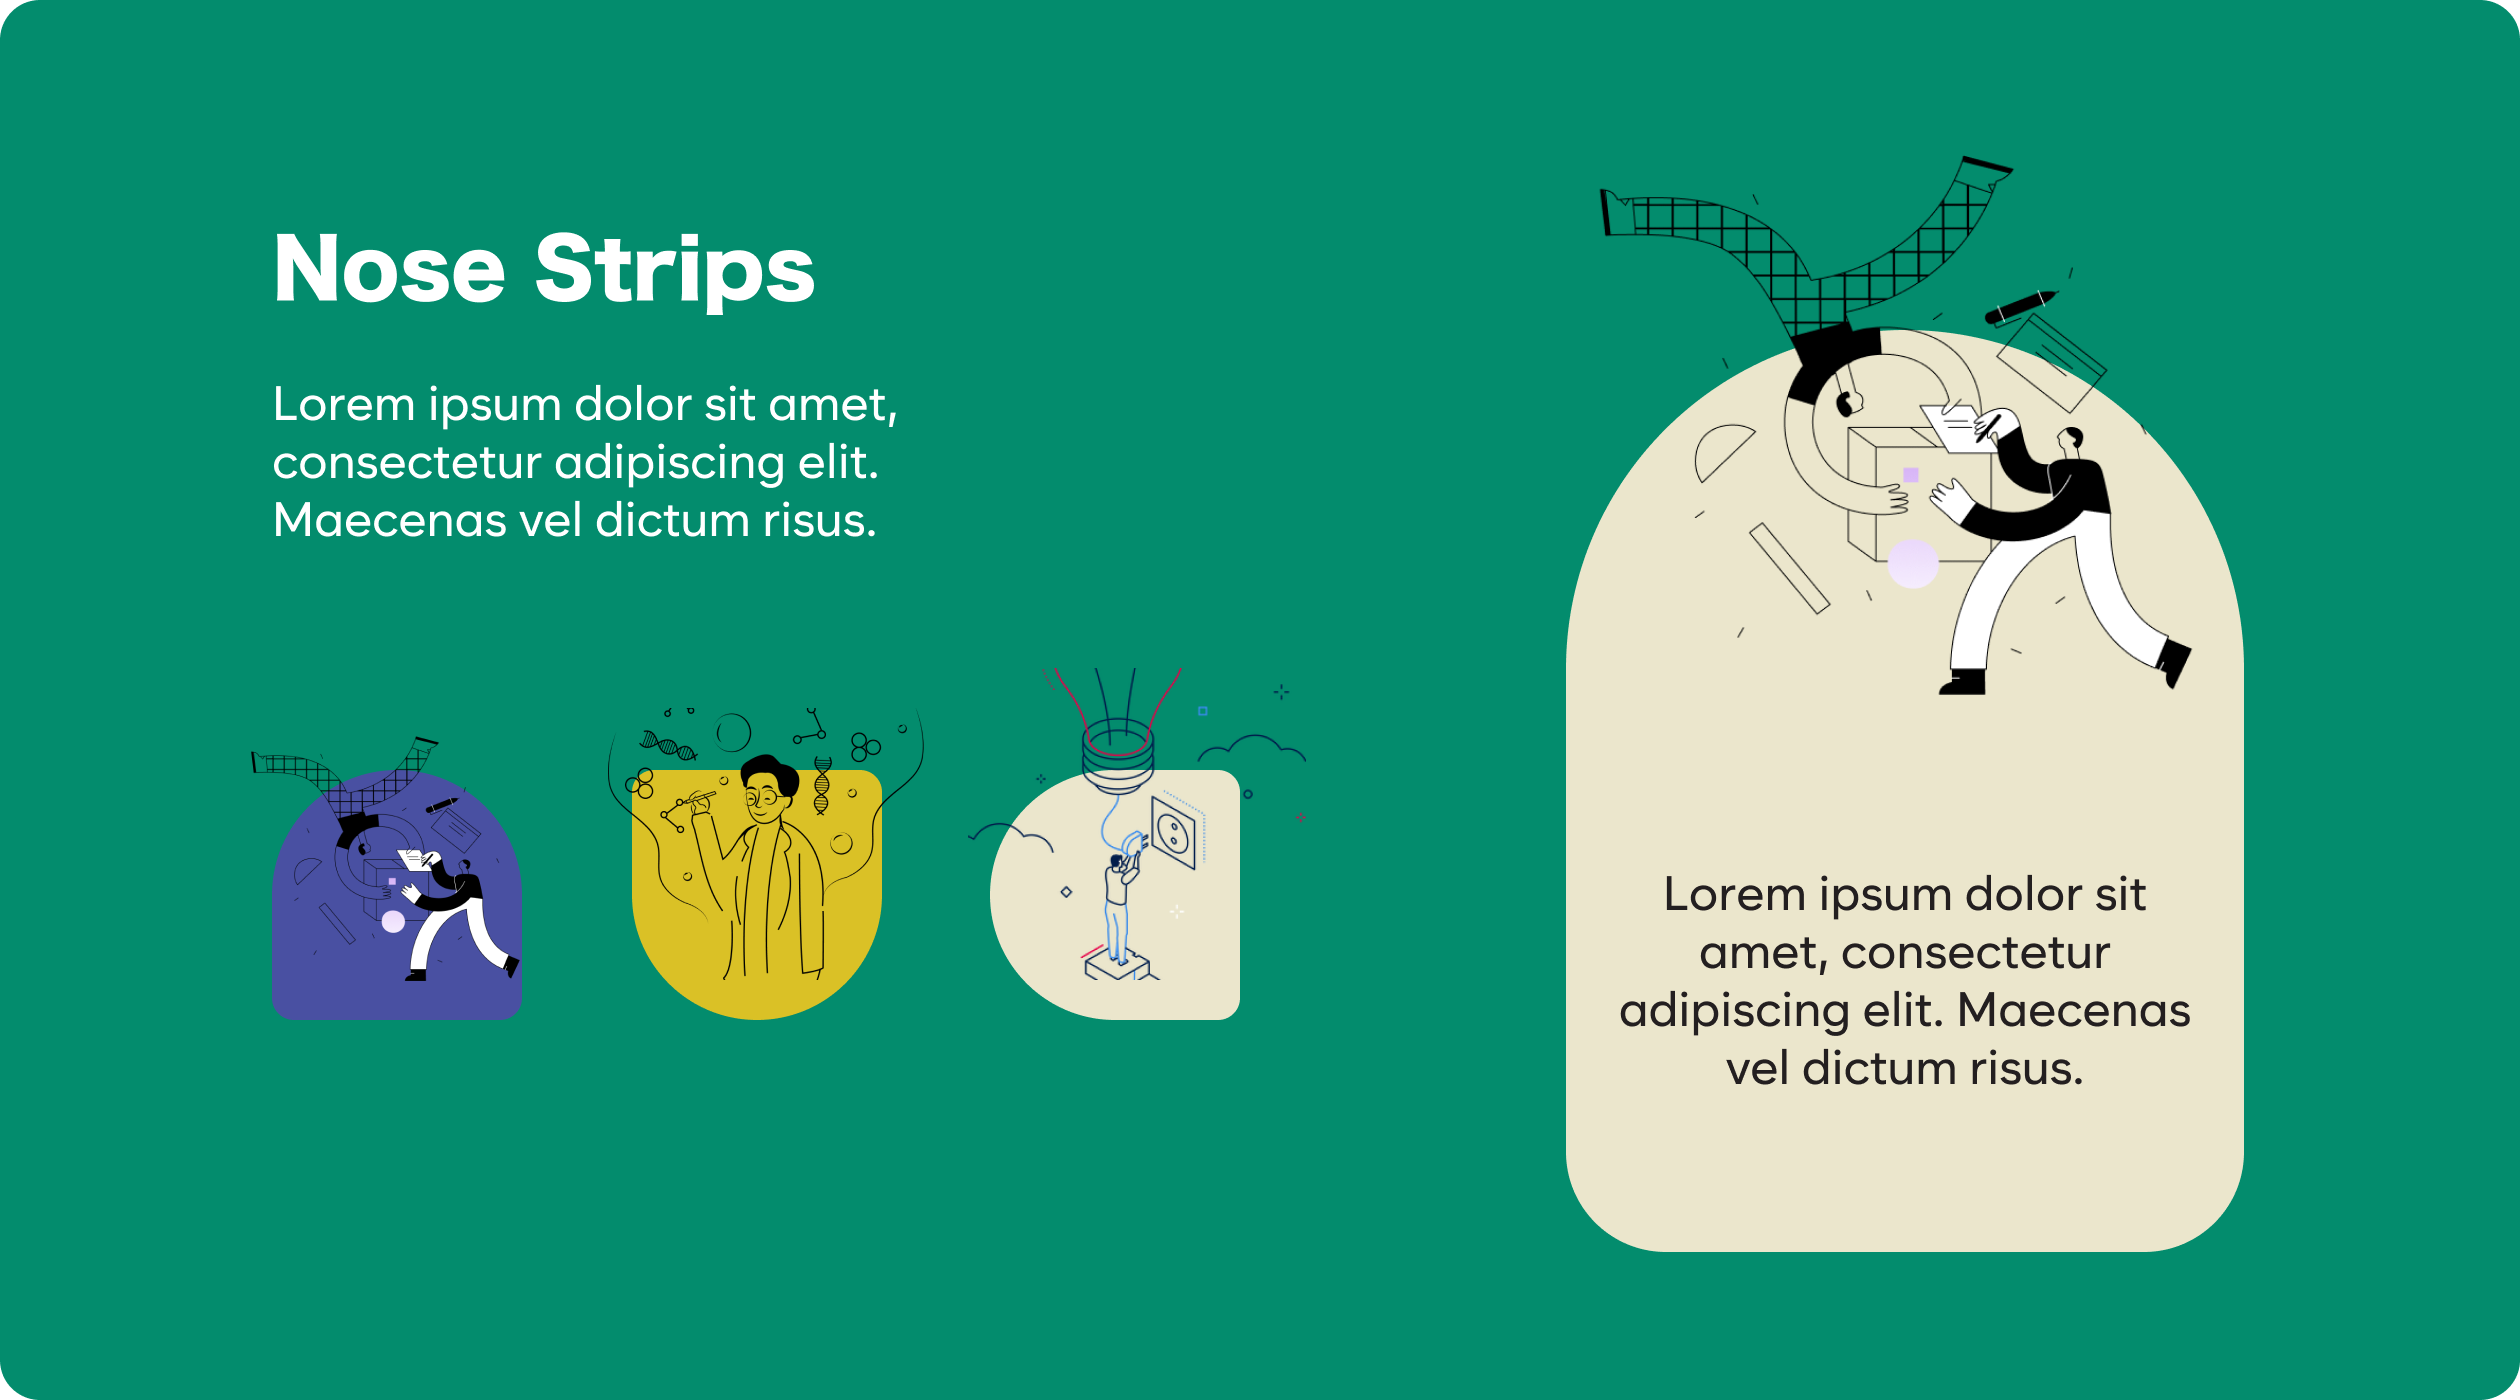 Nose Strips
Lorem ipsum dolor sit amet,
consectetur adipiscing elit.
Maecenas vel dictum risus.
Lorem ipsum dolor sit
amet, consectetur
adipiscing elit. Maecenas
vel dictum risus.